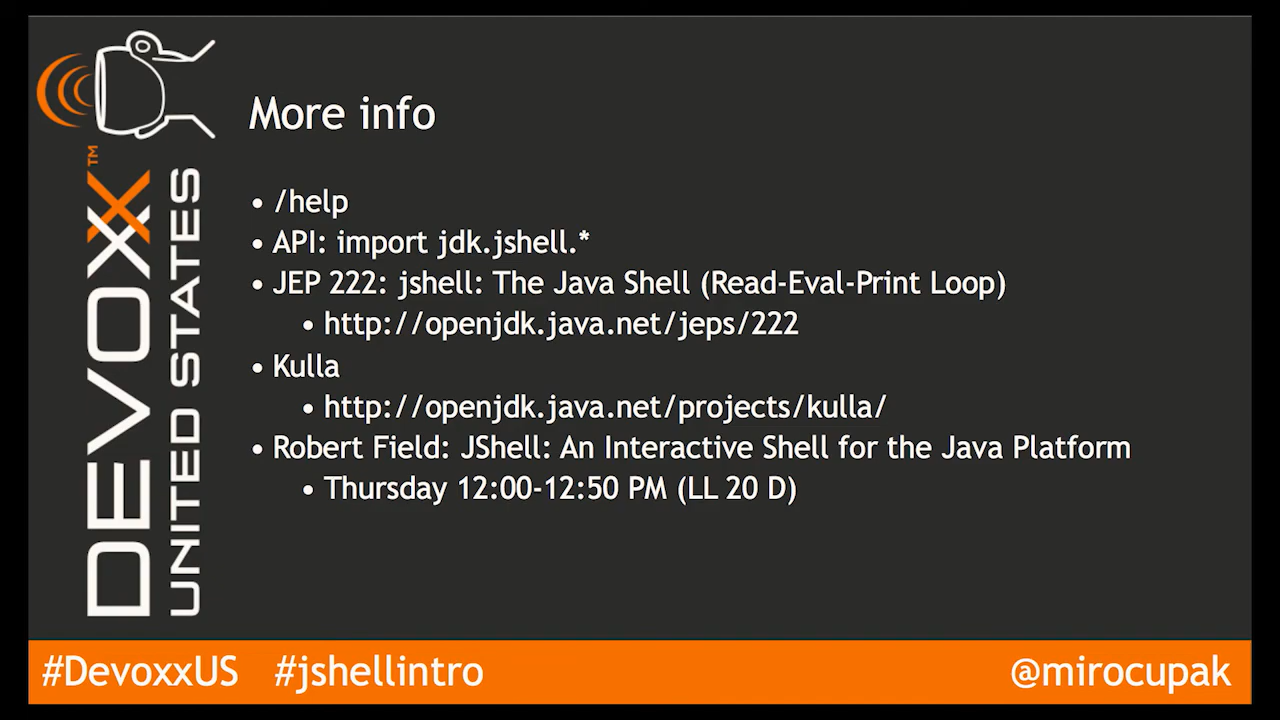 DEVOXX™
UNITED STATES
More info
• /help
• API: import jdk.jshell.*
• JEP 222: jshell: The Java Shell (Read-Eval-Print Loop)
• http://openjdk.java.net/jeps/222
• Kulla
• http://openjdk.java.net/projects/kulla/
• Robert Field: JShell: An Interactive Shell for the Java Platform
• Thursday 12:00-12:50 PM (LL 20 D)
#DevoxxUS #jshellintro @mirocupak